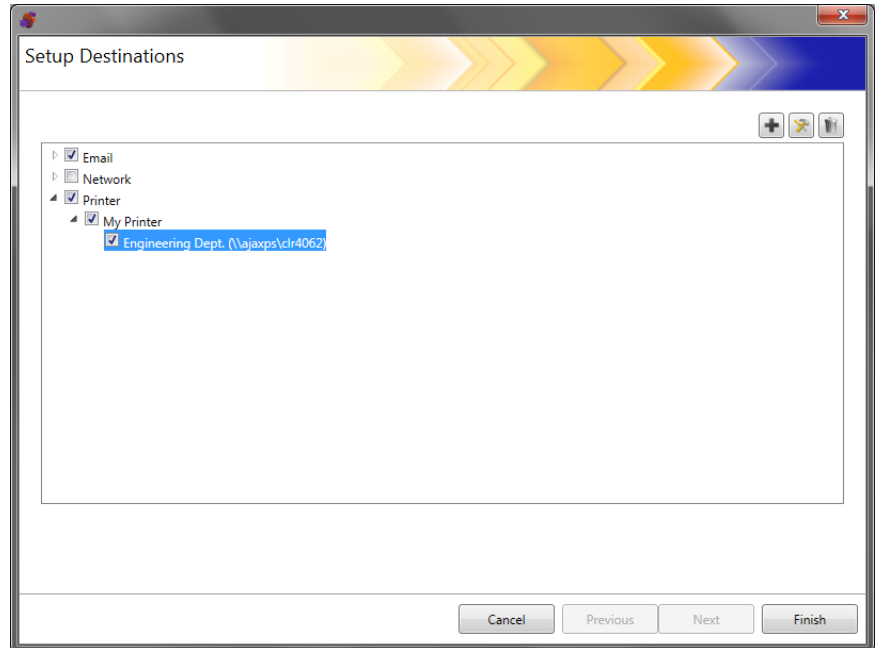 Setup Destinations
Email
Network
Printer
My Printer
Engineering Dept. (\\ajaxps\clr4062)
Cancel Previous Next Finish